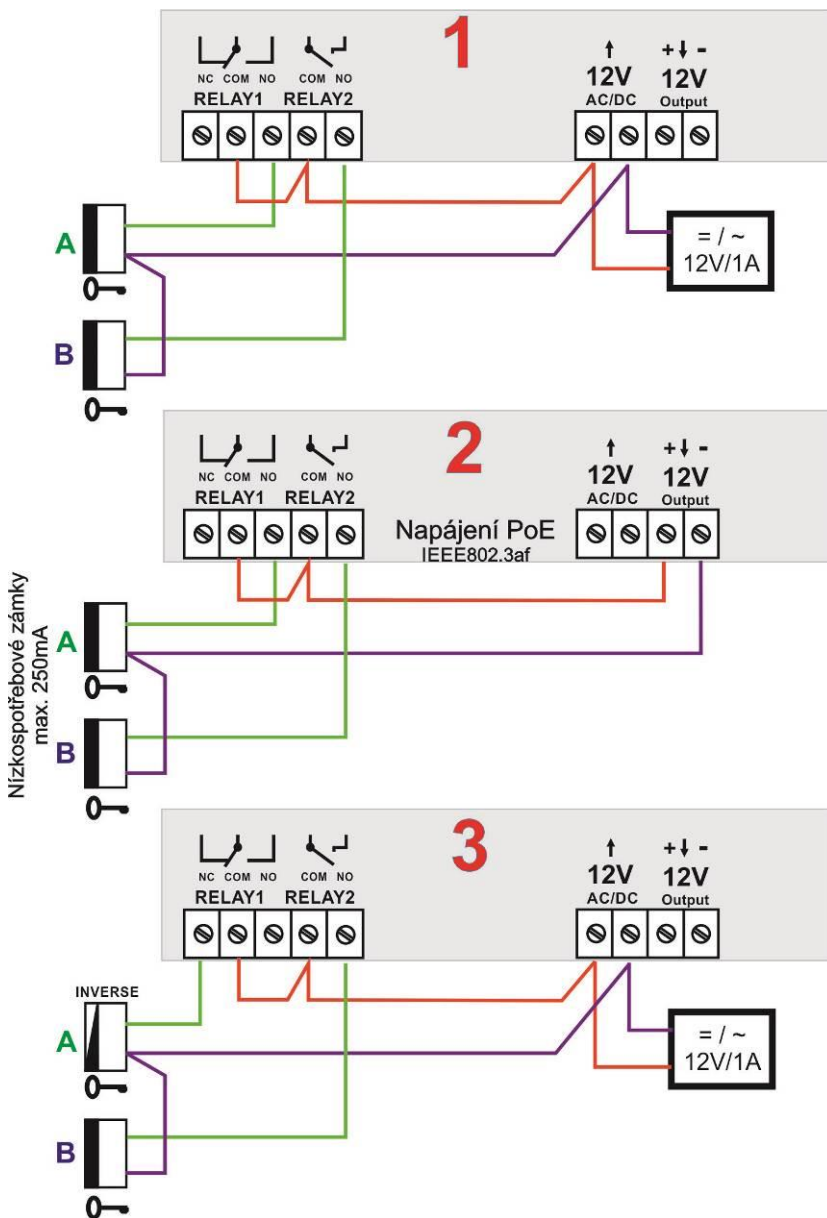 1
NC COM NO COM NO
RELAY1 RELAY2
↑ + ↓ -
12V 12V
AC/DC Output
A
= / ~
12V/1A
B
2
NC COM NO COM NO
RELAY1 RELAY2
↑ + ↓ -
12V 12V
AC/DC Output
Napájení PoE
IEEE802.3af
Nízkospotřebové zámky
max. 250mA
A
B
3
NC COM NO COM NO
RELAY1 RELAY2
↑ + ↓ -
12V 12V
AC/DC Output
INVERSE
A
= / ~
12V/1A
B